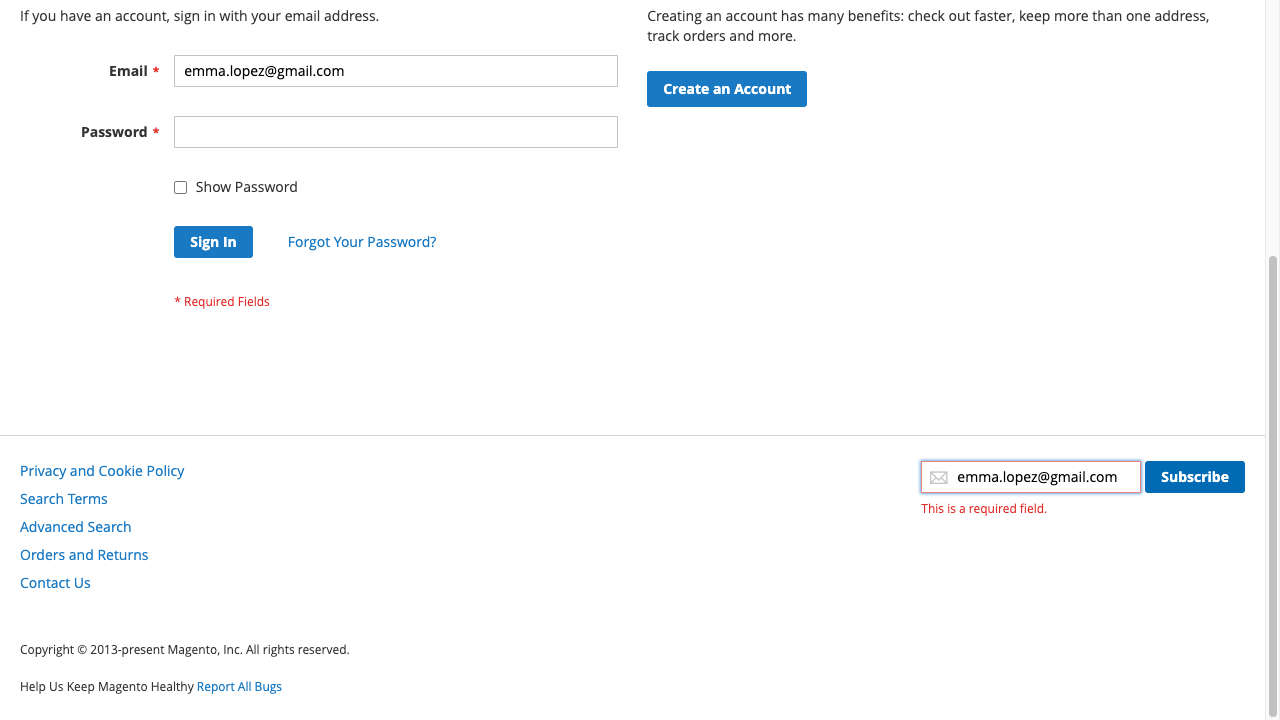 If you have an account, sign in with your email address.
Email *
emma.lopez@gmail.com
Password *
Show Password
Sign In
Forgot Your Password?
* Required Fields
Creating an account has many benefits: check out faster, keep more than one address,
track orders and more.
Create an Account
Privacy and Cookie Policy
Search Terms
Advanced Search
Orders and Returns
Contact Us
emma.lopez@gmail.com
Subscribe
This is a required field.
Copyright © 2013-present Magento, Inc. All rights reserved.
Help Us Keep Magento Healthy Report All Bugs